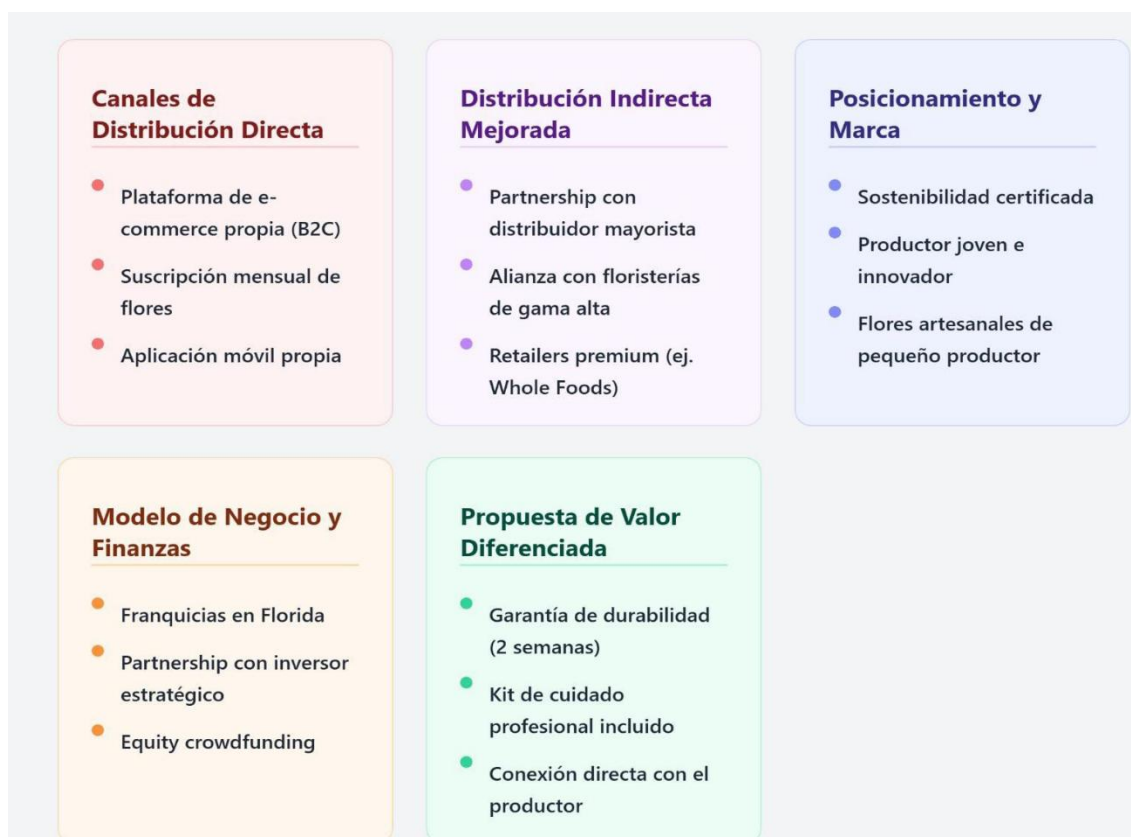 Canales de
Distribución Directa
Plataforma de e-
commerce propia (B2C)
Suscripción mensual de
flores
Aplicación móvil propia
Distribución Indirecta
Mejorada
Partnership con
distribuidor mayorista
Alianza con floristerías
de gama alta
Retailers premium (ej.
Whole Foods)
Posicionamiento y
Marca
Sostenibilidad certificada
Productor joven e
innovador
Flores artesanales de
pequeño productor
Modelo de Negocio y
Finanzas
Franquicias en Florida
Partnership con inversor
estratégico
Equity crowdfunding
Propuesta de Valor
Diferenciada
Garantía de durabilidad
(2 semanas)
Kit de cuidado
profesional incluido
Conexión directa con el
productor